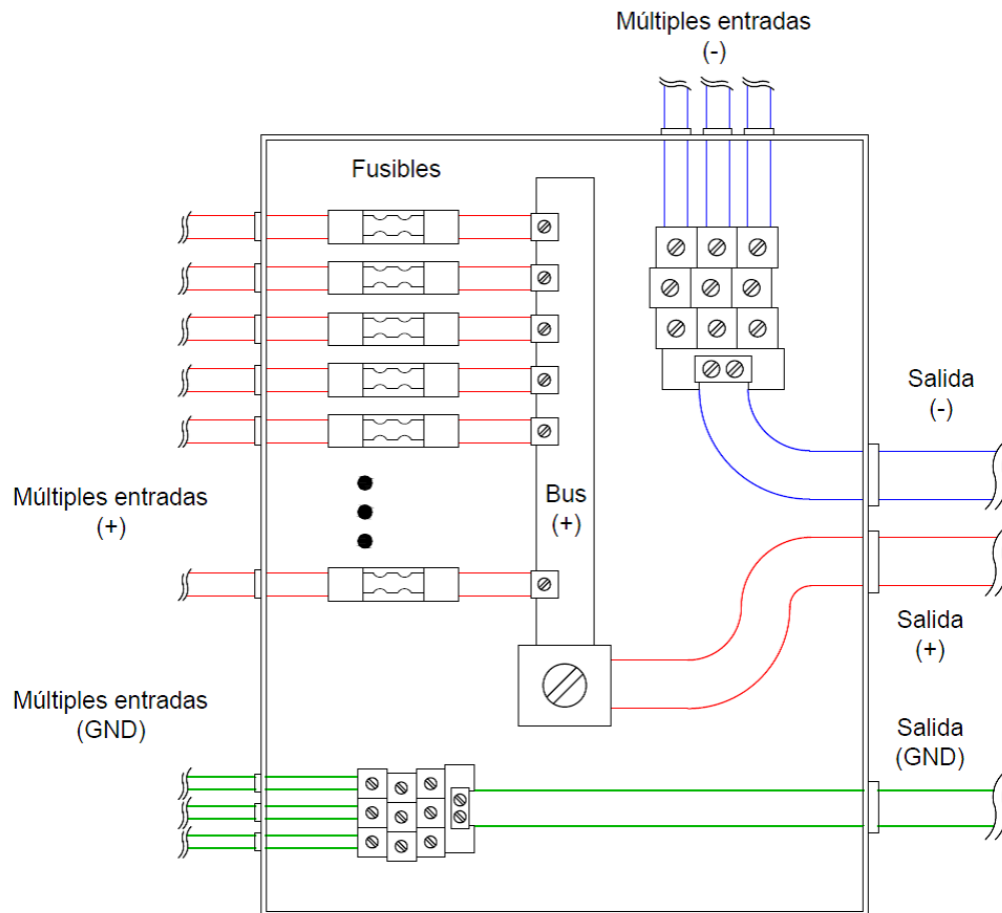 Múltiples entradas
(-)
Fusibles
Salida
(-)
Múltiples entradas
(+)
Bus
(+)
Salida
(+)
Múltiples entradas
(GND)
Salida
(GND)